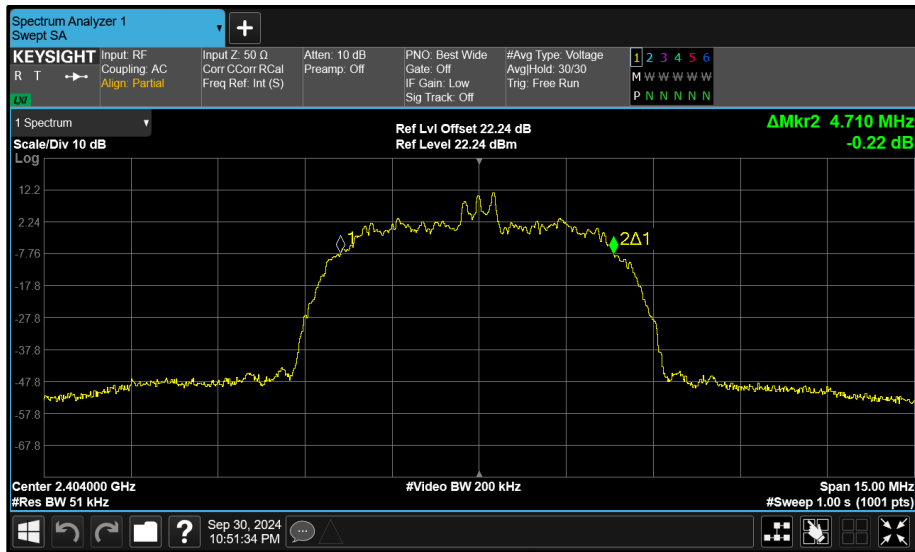 Spectrum Analyzer 1
Swept SA
KEYSIGHT
R T
LXI
Input: RF
Coupling: AC
Align: Partial
Input Z: 50 Ω
Corr CCorr RCal
Freq Ref: Int (S)
Atten: 10 dB
Preamp: Off
PNO: Best Wide
Gate: Off
IF Gain: Low
Sig Track: Off
#Avg Type: Voltage
Avg|Hold: 30/30
Trig: Free Run
1 2 3 4 5 6
M W W W W W
P N N N N N
1 Spectrum
Scale/Div 10 dB
Ref Lvl Offset 22.24 dB
Ref Level 22.24 dBm
ΔMkr2 4.710 MHz
-0.22 dB
Log
12.2
2.24
-7.76
-17.8
-27.8
-37.8
-47.8
-57.8
-67.8
1
2Δ1
Center 2.404000 GHz
#Video BW 200 kHz
Span 15.00 MHz
#Res BW 51 kHz
#Sweep 1.00 s (1001 pts)
?
Sep 30, 2024
10:51:34 PM